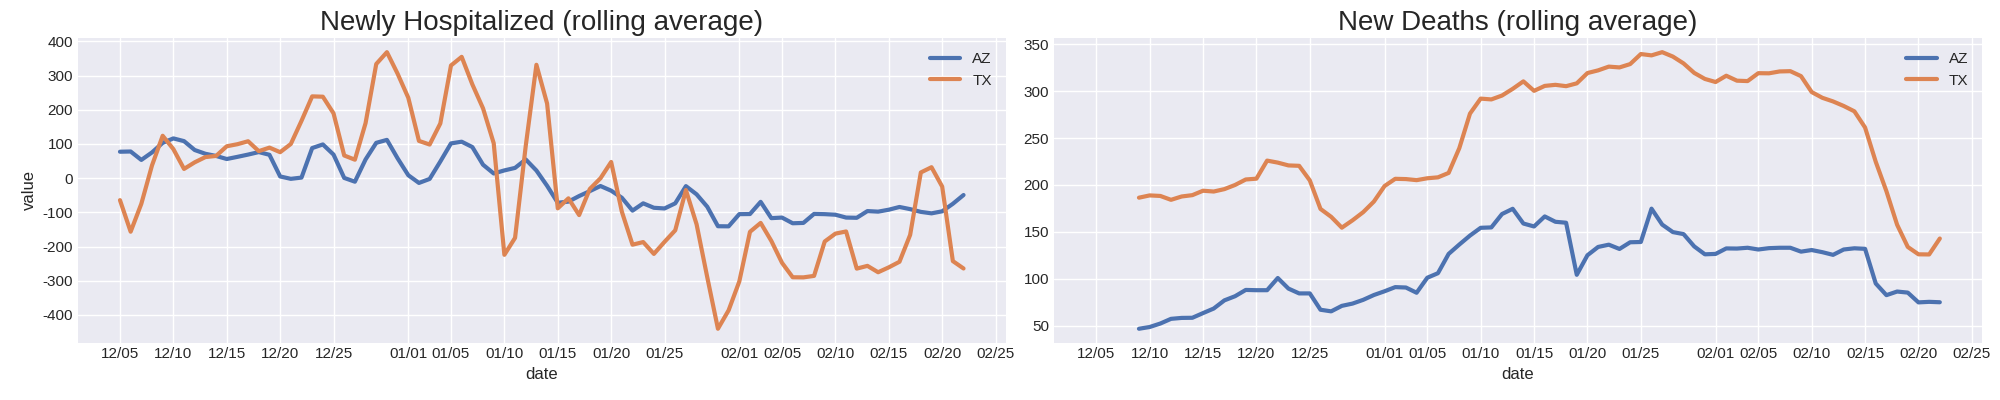 Newly Hospitalized (rolling average)
400
300
200
100
0
-100
-200
-300
-400
value
AZ
TX
12/05 12/10 12/15 12/20 12/25 01/01 01/05 01/10 01/15 01/20 01/25 02/01 02/05 02/10 02/15 02/20 02/25
date
New Deaths (rolling average)
350
300
250
200
150
100
50
AZ
TX
12/05 12/10 12/15 12/20 12/25 01/01 01/05 01/10 01/15 01/20 01/25 02/01 02/05 02/10 02/15 02/20 02/25
date